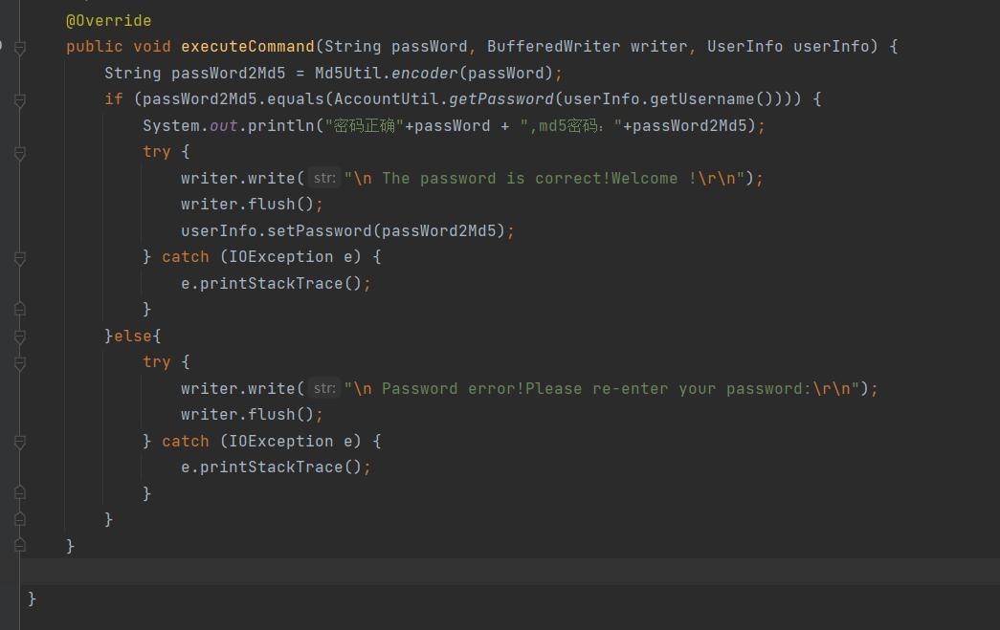 @Override
public void executeCommand(String passWord, BufferedWriter writer, UserInfo userInfo) {
String passWord2Md5 = Md5Util.encoder(passWord);
if (passWord2Md5.equals(AccountUtil.getPassword(userInfo.getUsername()))) {
System.out.println("密码正确"+passWord + ",md5密码："+passWord2Md5);
try {
writer.write( str: "\n The password is correct!Welcome !\r\n");
writer.flush();
userInfo.setPassword(passWord2Md5);
} catch (IOException e) {
e.printStackTrace();
}
}else{
try {
writer.write( str: "\n Password error!Please re-enter your password:\r\n");
writer.flush();
} catch (IOException e) {
e.printStackTrace();
}
}
}
}